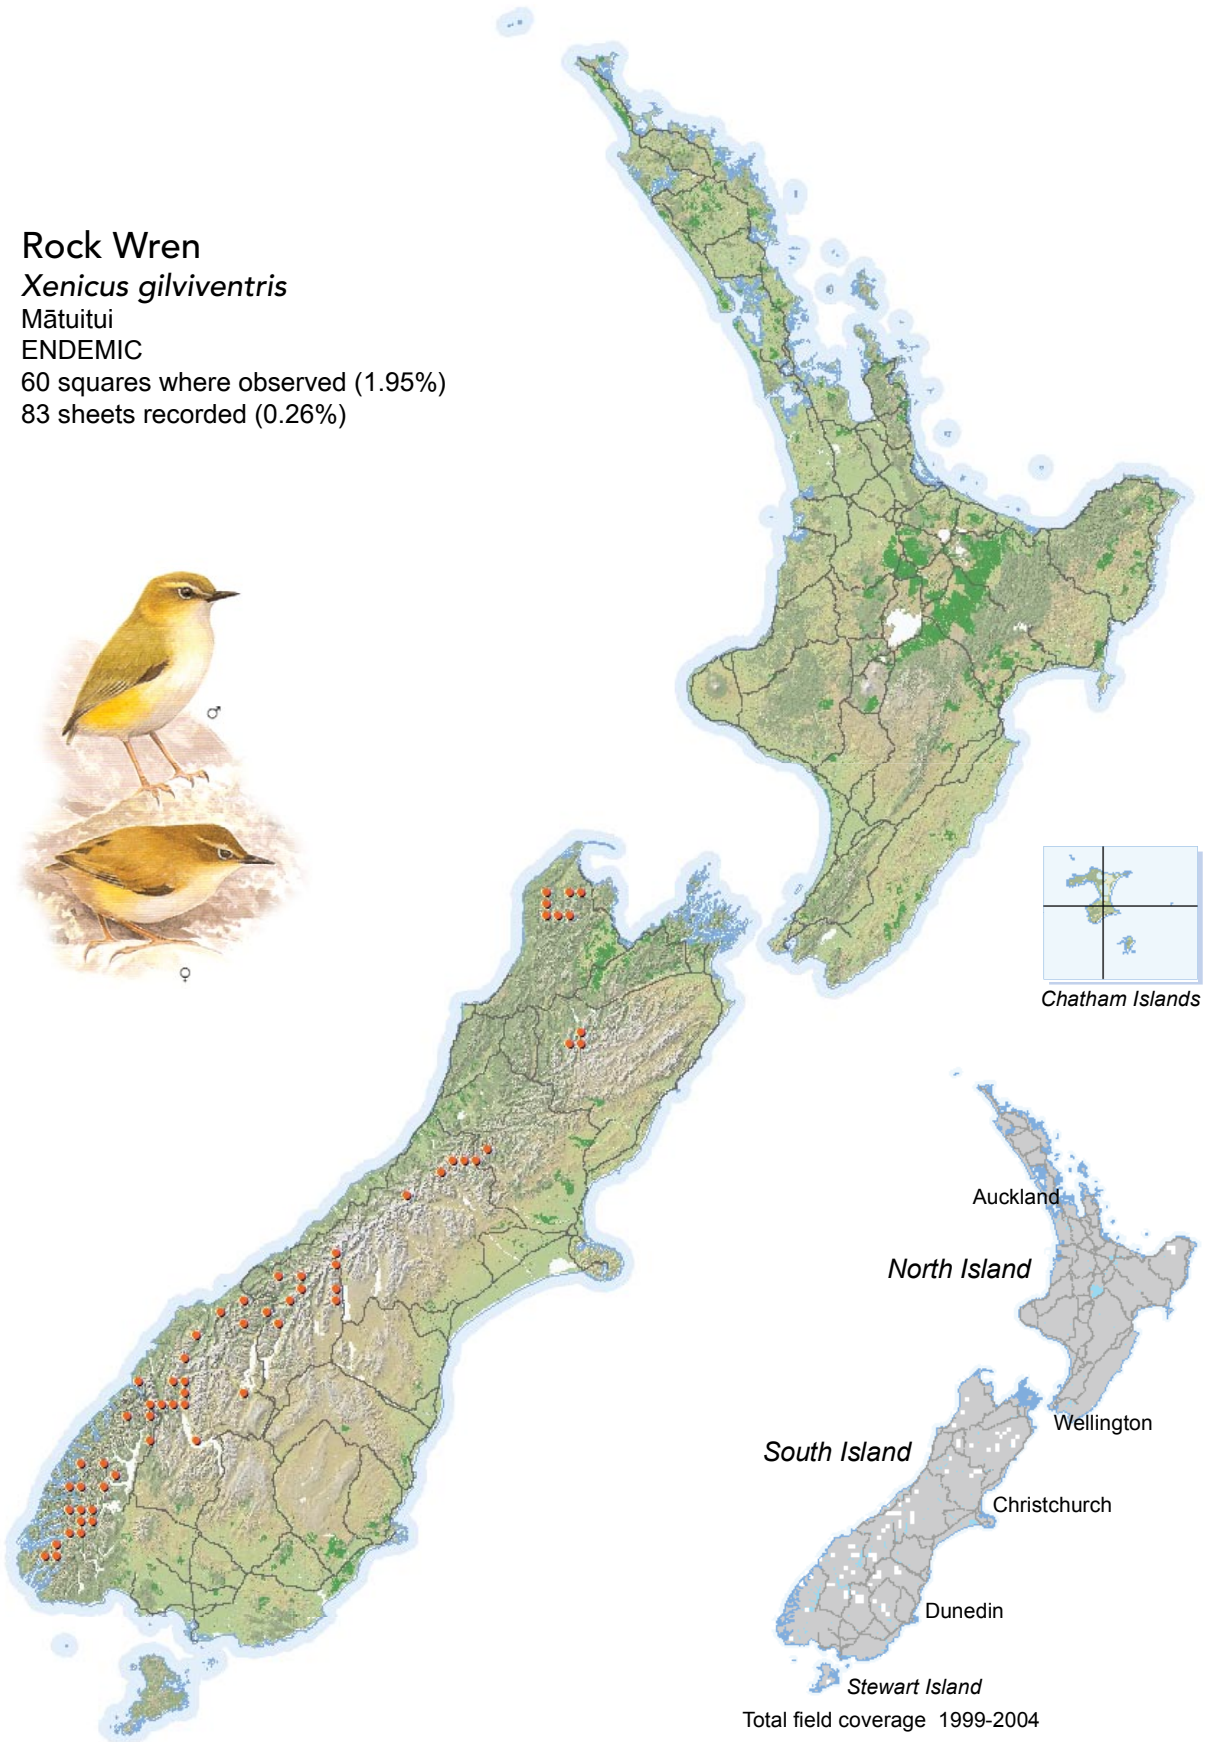 Rock Wren
Xenicus gilviventris
Mātuitui
ENDEMIC
60 squares where observed (1.95%)
83 sheets recorded (0.26%)
♂
♀
Chatham Islands
Auckland
North Island
Wellington
South Island
Christchurch
Dunedin
Stewart Island
Total field coverage 1999-2004